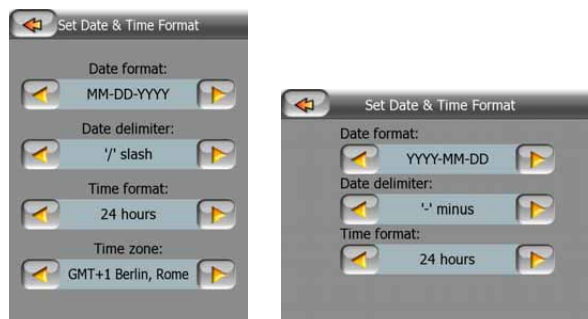 Set Date & Time Format
Date format:
MM-DD-YYYY
Date delimiter:
'/' slash
Time format:
24 hours
Time zone:
GMT+1 Berlin, Rome
Set Date & Time Format
Date format:
YYYY-MM-DD
Date delimiter:
'-' minus
Time format:
24 hours